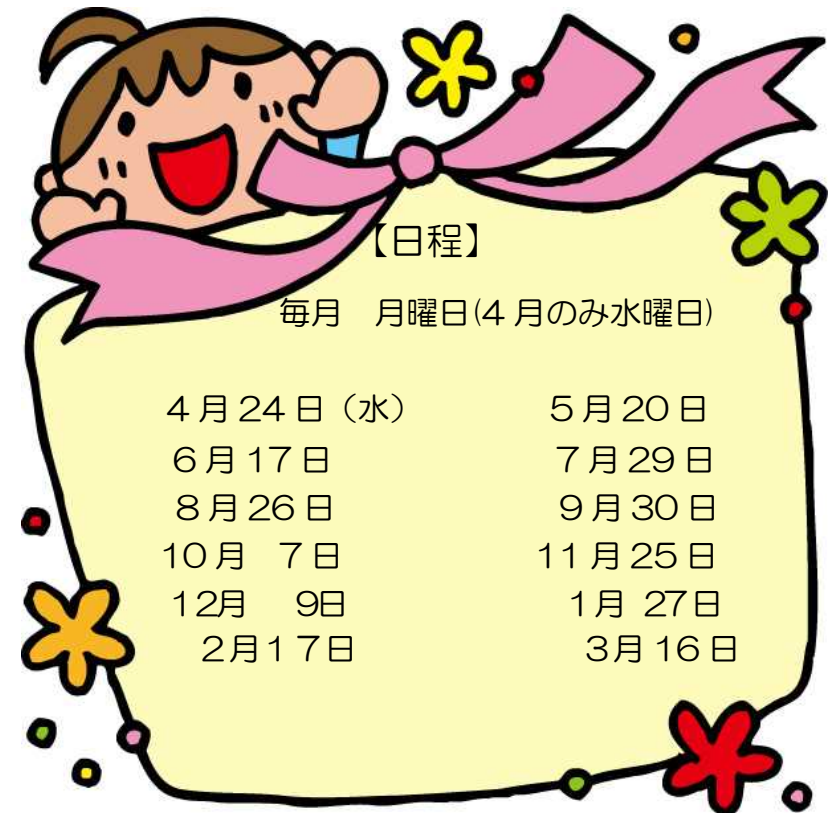 【日程】
毎月　月曜日(4月のみ水曜日)
4月24日（水）　5月20日
6月17日　7月29日
8月26日　9月30日
10月　7日　11月25日
12月　9日　1月 27日
2月17日　3月16日